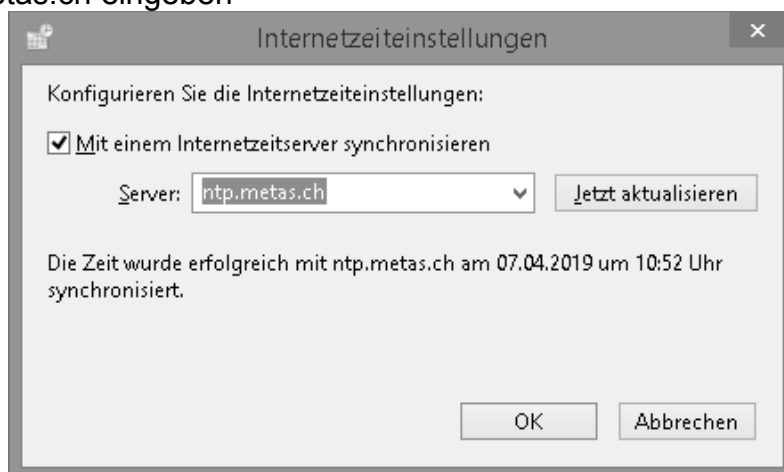 eingeben
Internetzeiteinstellungen
Konfigurieren Sie die Internetzeiteinstellungen:
Mit einem Internetzeitserver synchronisieren
Server: ntp.metas.ch Jetzt aktualisieren
Die Zeit wurde erfolgreich mit ntp.metas.ch am 07.04.2019 um 10:52 Uhr
synchronisiert.
OK Abbrechen